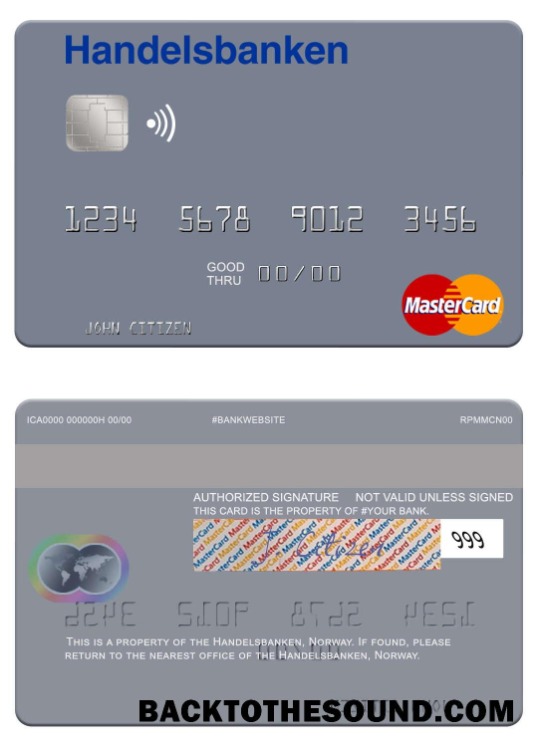 Handelsbanken
1234 5678 9012 3456
GOOD THRU 00/00
MasterCard
JOHN CITIZEN
ICA0000 000000H 00/00 #BANKWEBSITE RPMMCN00
AUTHORIZED SIGNATURE NOT VALID UNLESS SIGNED
THIS CARD IS THE PROPERTY OF #YOUR BANK.
J. Citizen
999
THIS IS A PROPERTY OF THE HANDELSBANKEN, NORWAY. IF FOUND, PLEASE
RETURN TO THE NEAREST OFFICE OF THE HANDELSBANKEN, NORWAY.
BACKTOTHESOUND.COM